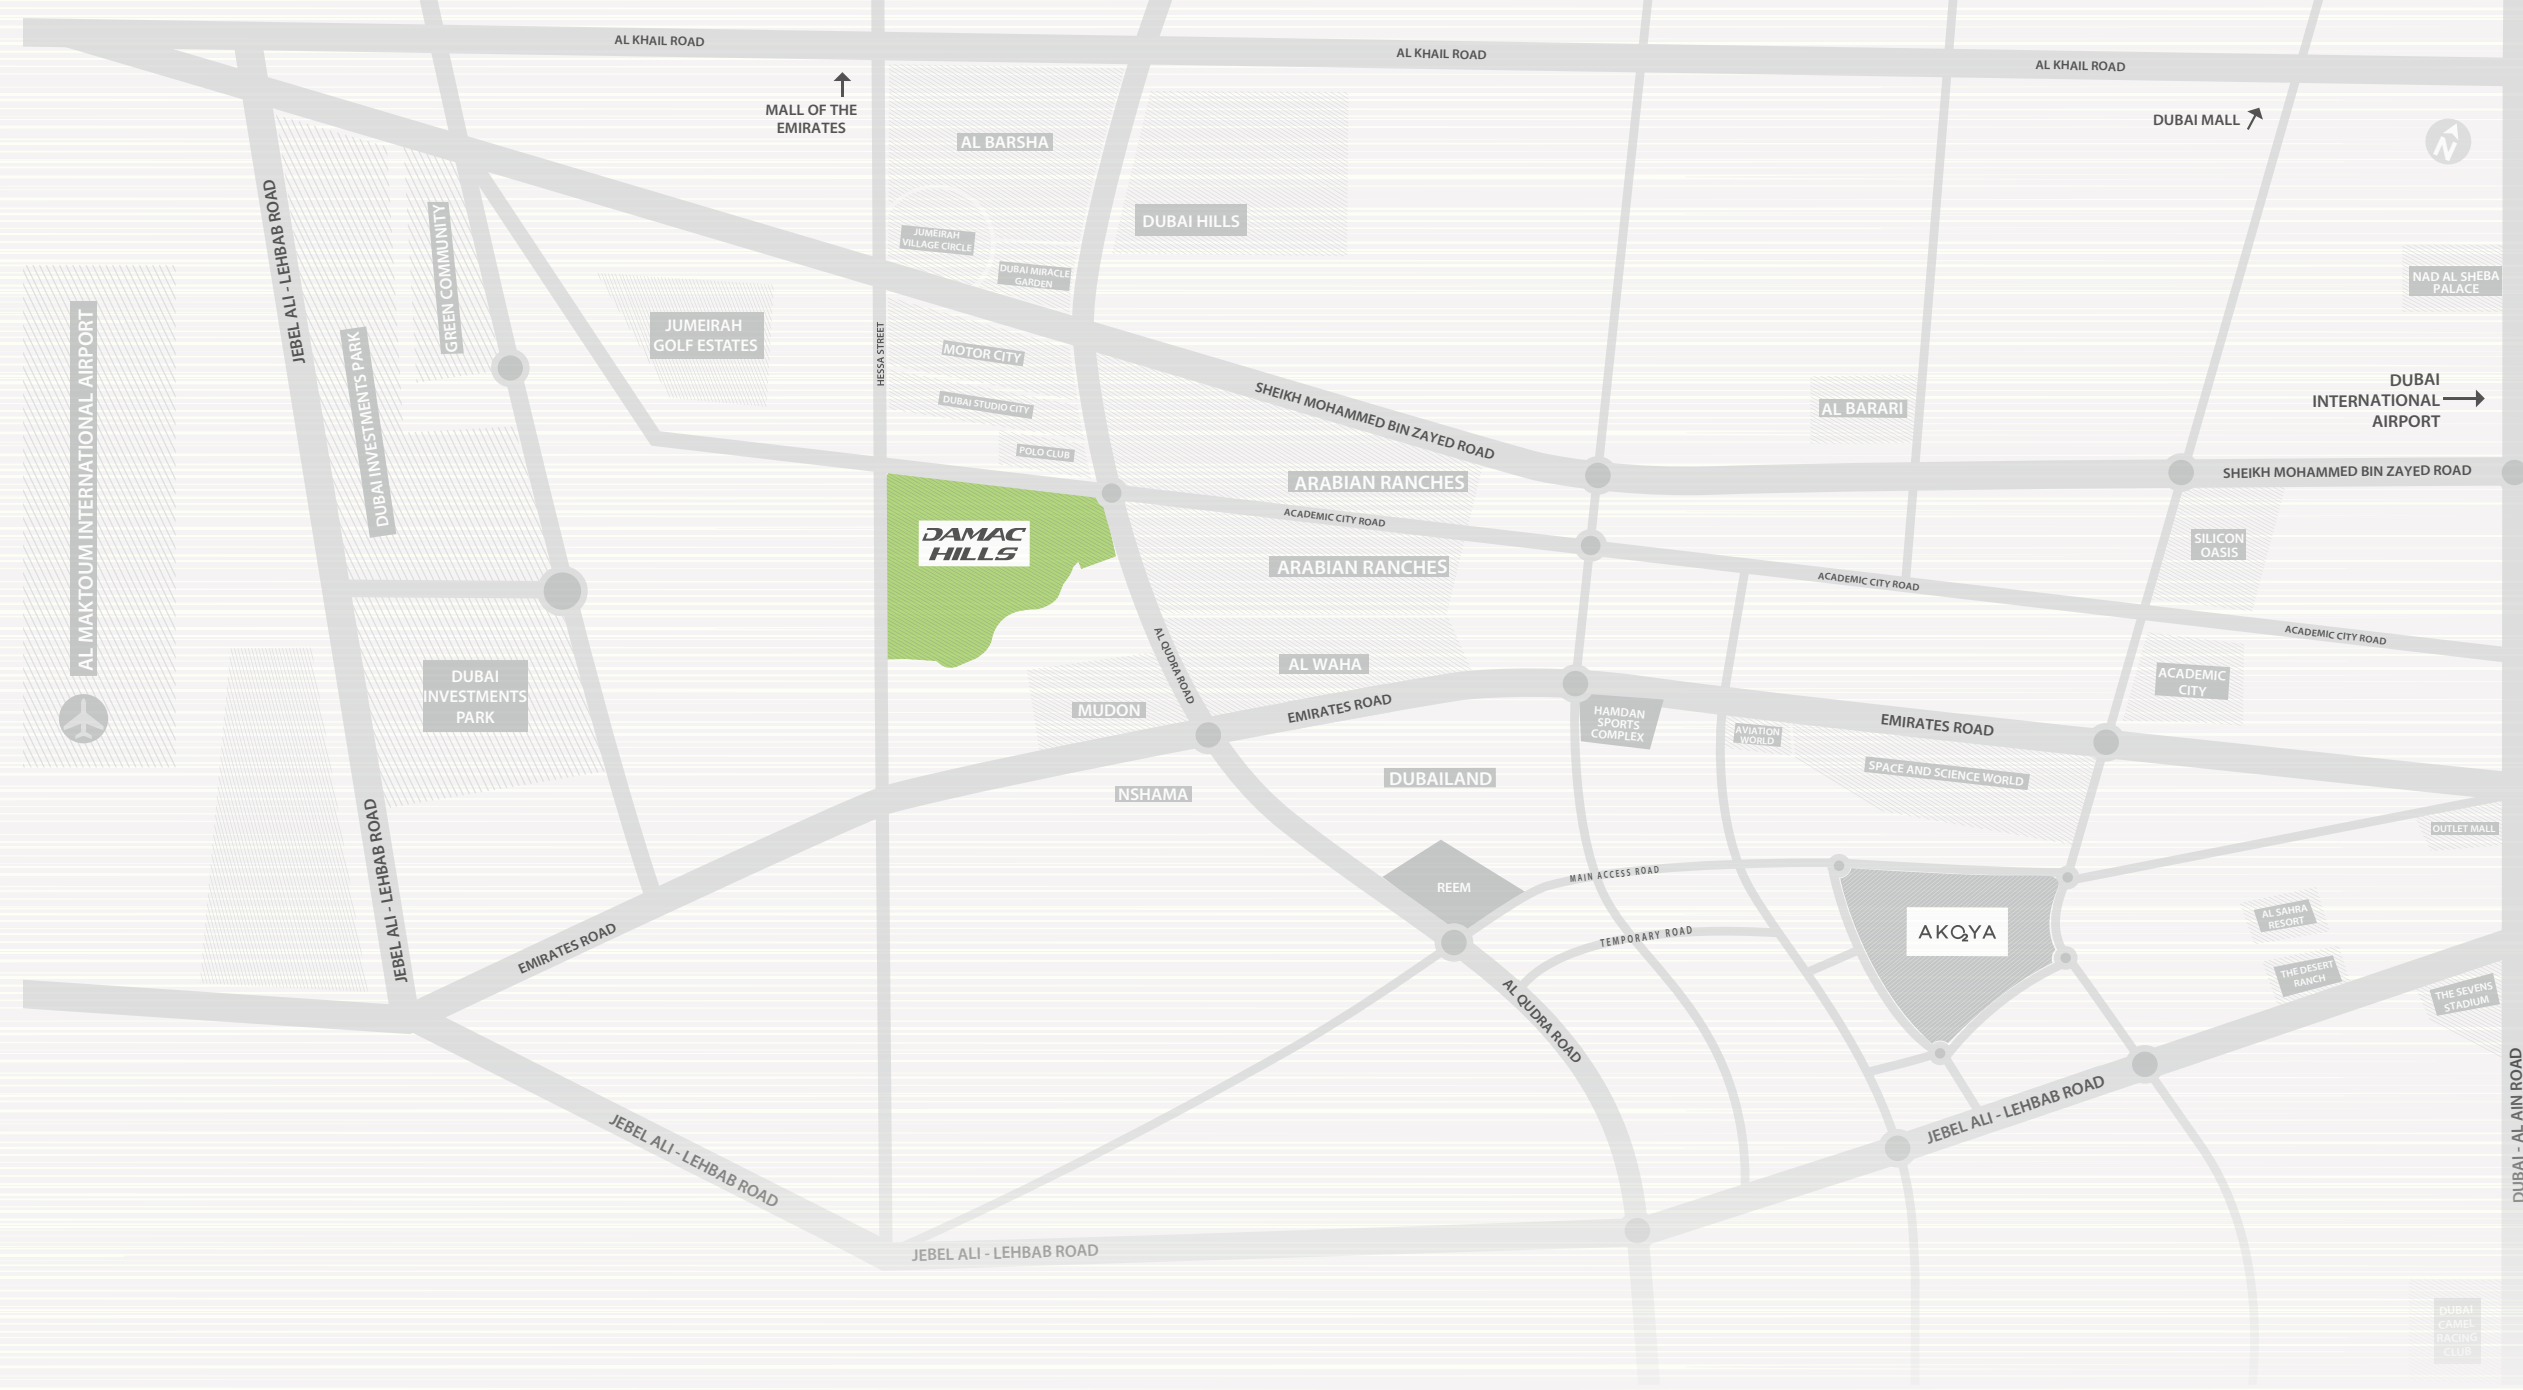 AL KHAIL ROAD
AL KHAIL ROAD
AL KHAIL ROAD
MALL OF THE
EMIRATES
DUBAI MALL
N
AL BARSHA
DUBAI HILLS
JUMEIRAH
VILLAGE CIRCLE
DUBAI MIRACLE
GARDEN
JEBEL ALI - LEHBAB ROAD
GREEN COMMUNITY
NAD AL SHEBA
PALACE
AL MAKTOUM INTERNATIONAL AIRPORT
DUBAI INVESTMENTS PARK
JUMEIRAH
GOLF ESTATES
HESSA STREET
MOTOR CITY
DUBAI STUDIO CITY
POLO CLUB
SHEIKH MOHAMMED BIN ZAYED ROAD
AL BARARI
DUBAI
INTERNATIONAL
AIRPORT
SHEIKH MOHAMMED BIN ZAYED ROAD
ARABIAN RANCHES
ACADEMIC CITY ROAD
DAMAC
HILLS
ARABIAN RANCHES
SILICON
OASIS
ACADEMIC CITY ROAD
ACADEMIC CITY ROAD
AL QUDRA ROAD
AL WAHA
ACADEMIC
CITY
DUBAI
INVESTMENTS
PARK
MUDON
EMIRATES ROAD
HAMDAN
SPORTS
COMPLEX
AVIATION
WORLD
EMIRATES ROAD
SPACE AND SCIENCE WORLD
DUBAILAND
NSHAMA
OUTLET MALL
JEBEL ALI - LEHBAB ROAD
REEM
MAIN ACCESS ROAD
TEMPORARY ROAD
AKO2YA
AL SAHRA
RESORT
THE DESERT
RANCH
THE SEVENS
STADIUM
EMIRATES ROAD
AL QUDRA ROAD
JEBEL ALI - LEHBAB ROAD
JEBEL ALI - LEHBAB ROAD
JEBEL ALI - LEHBAB ROAD
DUBAI - AL AIN ROAD
DUBAI
CAMEL
RACING
CLUB